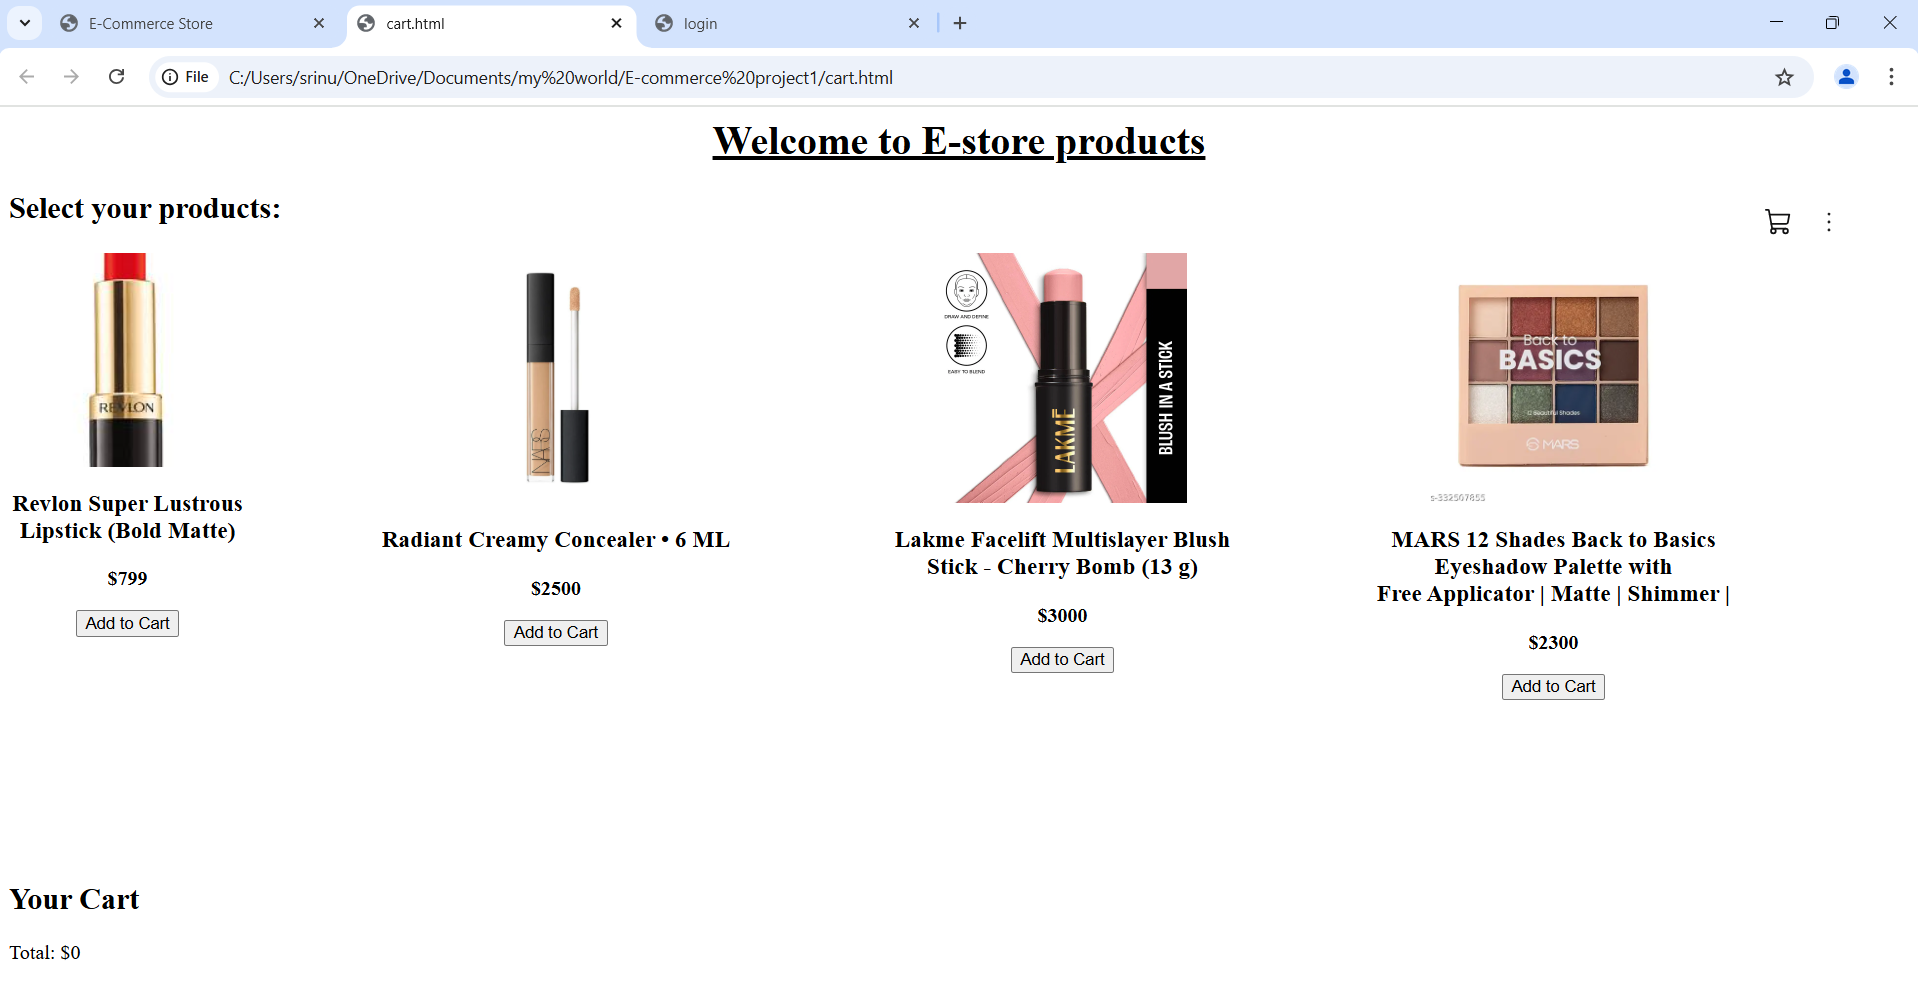 E-Commerce Store
cart.html
login
File
C:/Users/srinu/OneDrive/Documents/my%20world/E-commerce%20project1/cart.html
Welcome to E-store products
Select your products:
REVLON
Revlon Super Lustrous
Lipstick (Bold Matte)
$799
Add to Cart
NARS
Radiant Creamy Concealer • 6 ML
$2500
Add to Cart
DRAW AND DEFINE
EASY TO BLEND
LAKMĒ
BLUSH IN A STICK
Lakme Facelift Multislayer Blush
Stick - Cherry Bomb (13 g)
$3000
Add to Cart
Back to
BASICS
12 Beautiful Shades
MARS
s-332507855
MARS 12 Shades Back to Basics
Eyeshadow Palette with
Free Applicator | Matte | Shimmer |
$2300
Add to Cart
Your Cart
Total: $0